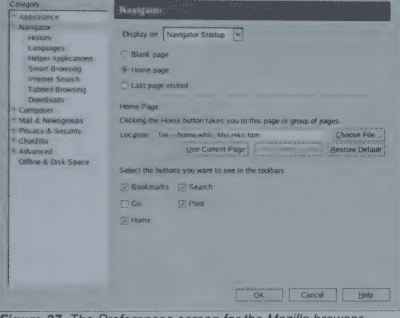 Category
Appearance
Navigator
History
Languages
Helper Applications
Smart Browsing
Internet Search
Tabbed Browsing
Downloads
Composer
Mail & Newsgroups
Privacy & Security
ChatZilla
Advanced
Offline & Disk Space
Navigator
Display on Navigator Startup
Blank page
Home page
Last page visited
Home Page
Clicking the Home button takes you to this page or group of pages.
Location: MyLinks.htm Choose File...
Use Current Page Restore Default
Select the buttons you want to see in the toolbars
Bookmarks Search
Go Print
Home
OK Cancel Help
Figure 27. The Preferences screen for the Mozilla browser